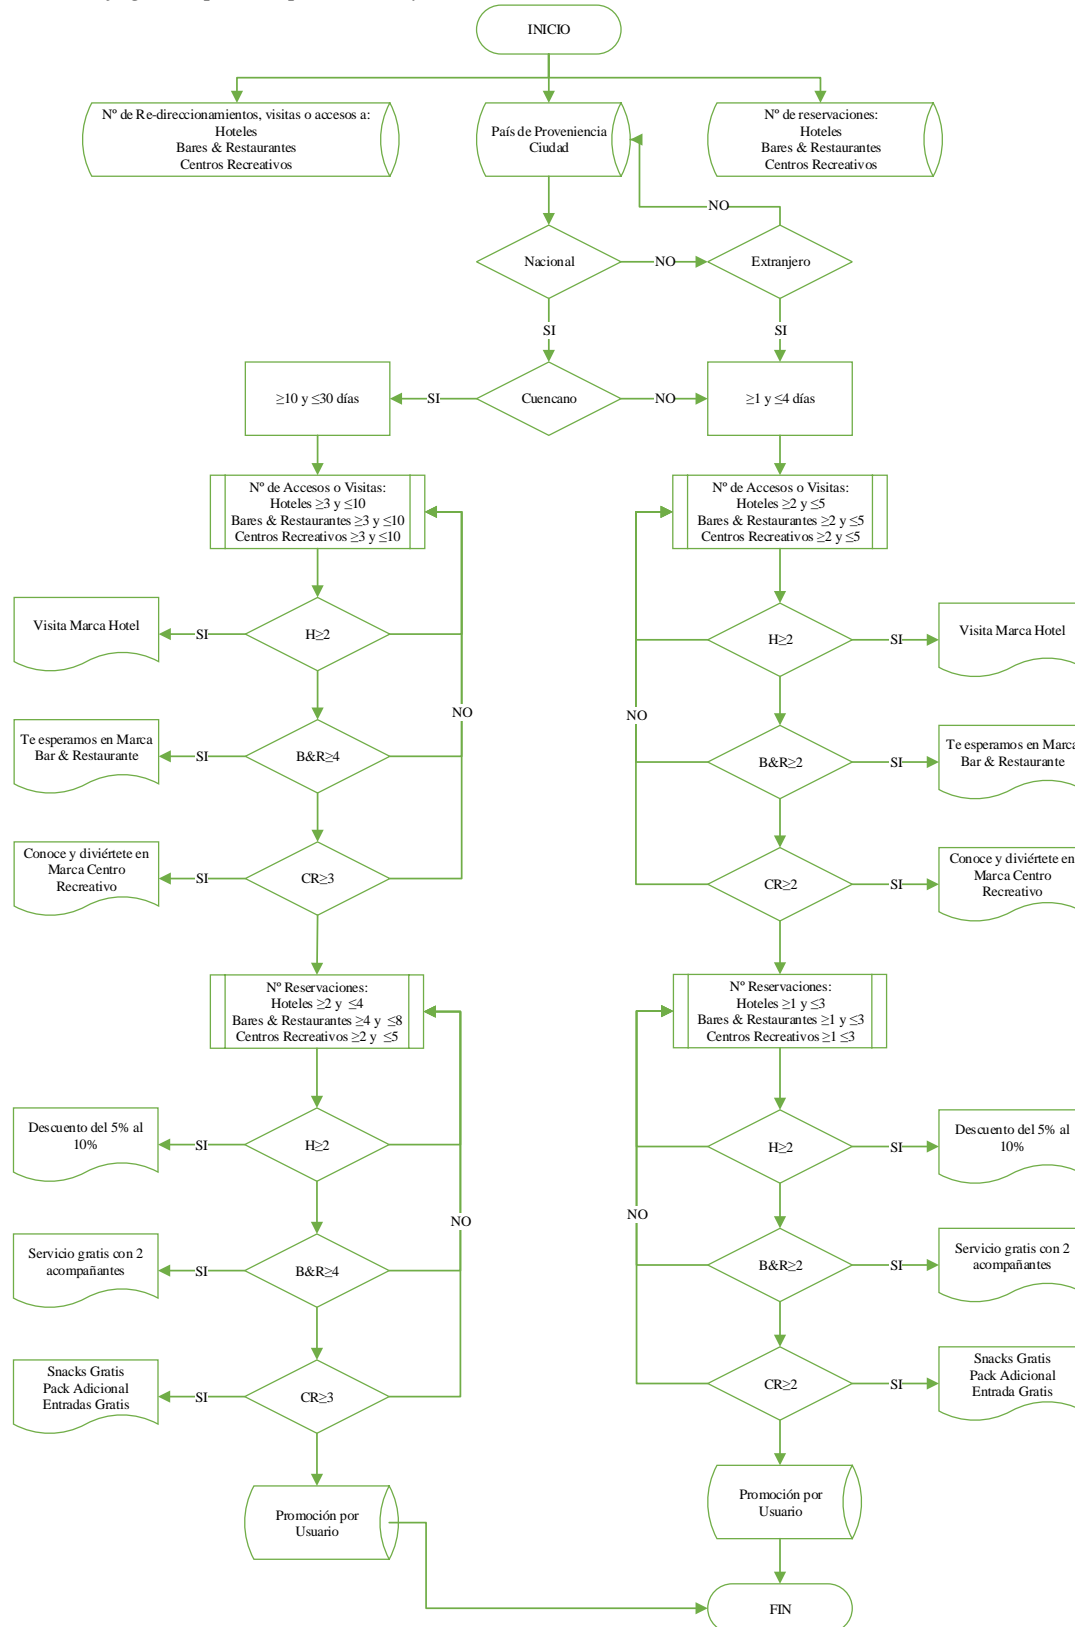 INICIO
Nº de Re-direccionamientos, visitas o accesos a:
Hoteles
Bares & Restaurantes
Centros Recreativos
País de Proveniencia
Ciudad
Nº de reservaciones:
Hoteles
Bares & Restaurantes
Centros Recreativos
NO
Nacional
NO
Extranjero
SI
SI
≥10 y ≤30 días
SI
Cuencano
NO
≥1 y ≤4 días
Nº de Accesos o Visitas:
Hoteles ≥3 y ≤10
Bares & Restaurantes ≥3 y ≤10
Centros Recreativos ≥3 y ≤10
Nº de Accesos o Visitas:
Hoteles ≥2 y ≤5
Bares & Restaurantes ≥2 y ≤5
Centros Recreativos ≥2 y ≤5
Visita Marca Hotel
SI
H≥2
H≥2
SI
Visita Marca Hotel
NO
NO
Te esperamos en Marca
Bar & Restaurante
SI
B&R≥4
B&R≥2
SI
Te esperamos en Marca
Bar & Restaurante
Conoce y diviértete en
Marca Centro
Recreativo
SI
CR≥3
CR≥2
SI
Conoce y diviértete en
Marca Centro
Recreativo
Nº Reservaciones:
Hoteles ≥2 y ≤4
Bares & Restaurantes ≥4 y ≤8
Centros Recreativos ≥2 y ≤5
Nº Reservaciones:
Hoteles ≥1 y ≤3
Bares & Restaurantes ≥1 y ≤3
Centros Recreativos ≥1 ≤3
Descuento del 5% al
10%
SI
H≥2
H≥2
SI
Descuento del 5% al
10%
NO
NO
Servicio gratis con 2
acompañantes
SI
B&R≥4
B&R≥2
SI
Servicio gratis con 2
acompañantes
Snacks Gratis
Pack Adicional
Entradas Gratis
SI
CR≥3
CR≥2
SI
Snacks Gratis
Pack Adicional
Entrada Gratis
Promoción por
Usuario
Promoción por
Usuario
FIN